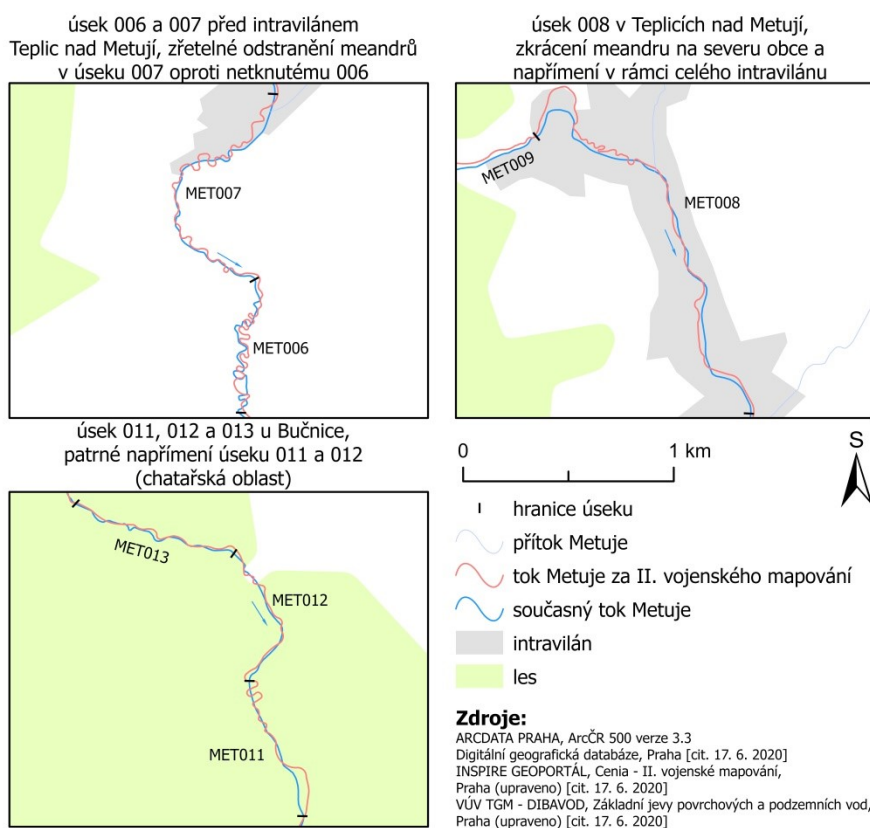 úsek 006 a 007 před intravilánem
Teplic nad Metují, zřetelné odstranění meandrů
v úseku 007 oproti netknutému 006
MET007
MET006
úsek 008 v Teplicích nad Metují,
zkrácení meandru na severu obce a
napřímení v rámci celého intravilánu
MET009
MET008
úsek 011, 012 a 013 u Bučnice,
patrné napřímení úseku 011 a 012
(chatařská oblast)
MET013
MET012
MET011
0 1 km
S
hranice úseku
přítok Metuje
tok Metuje za II. vojenského mapování
současný tok Metuje
intravilán
les
Zdroje:
ARCDATA PRAHA, ArcČR 500 verze 3.3
Digitální geografická databáze, Praha [cit. 17. 6. 2020]
INSPIRE GEOPORTÁL, Cenia - II. vojenské mapování,
Praha (upraveno) [cit. 17. 6. 2020]
VÚV TGM - DIBAVOD, Základní jevy povrchových a podzemních vod,
Praha (upraveno) [cit. 17. 6. 2020]